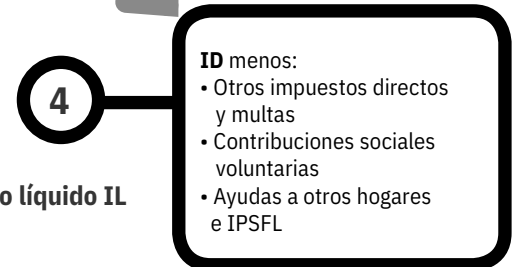 4
ID menos:
• Otros impuestos directos
y multas
• Contribuciones sociales
voluntarias
• Ayudas a otros hogares
e IPSFL
o líquido IL